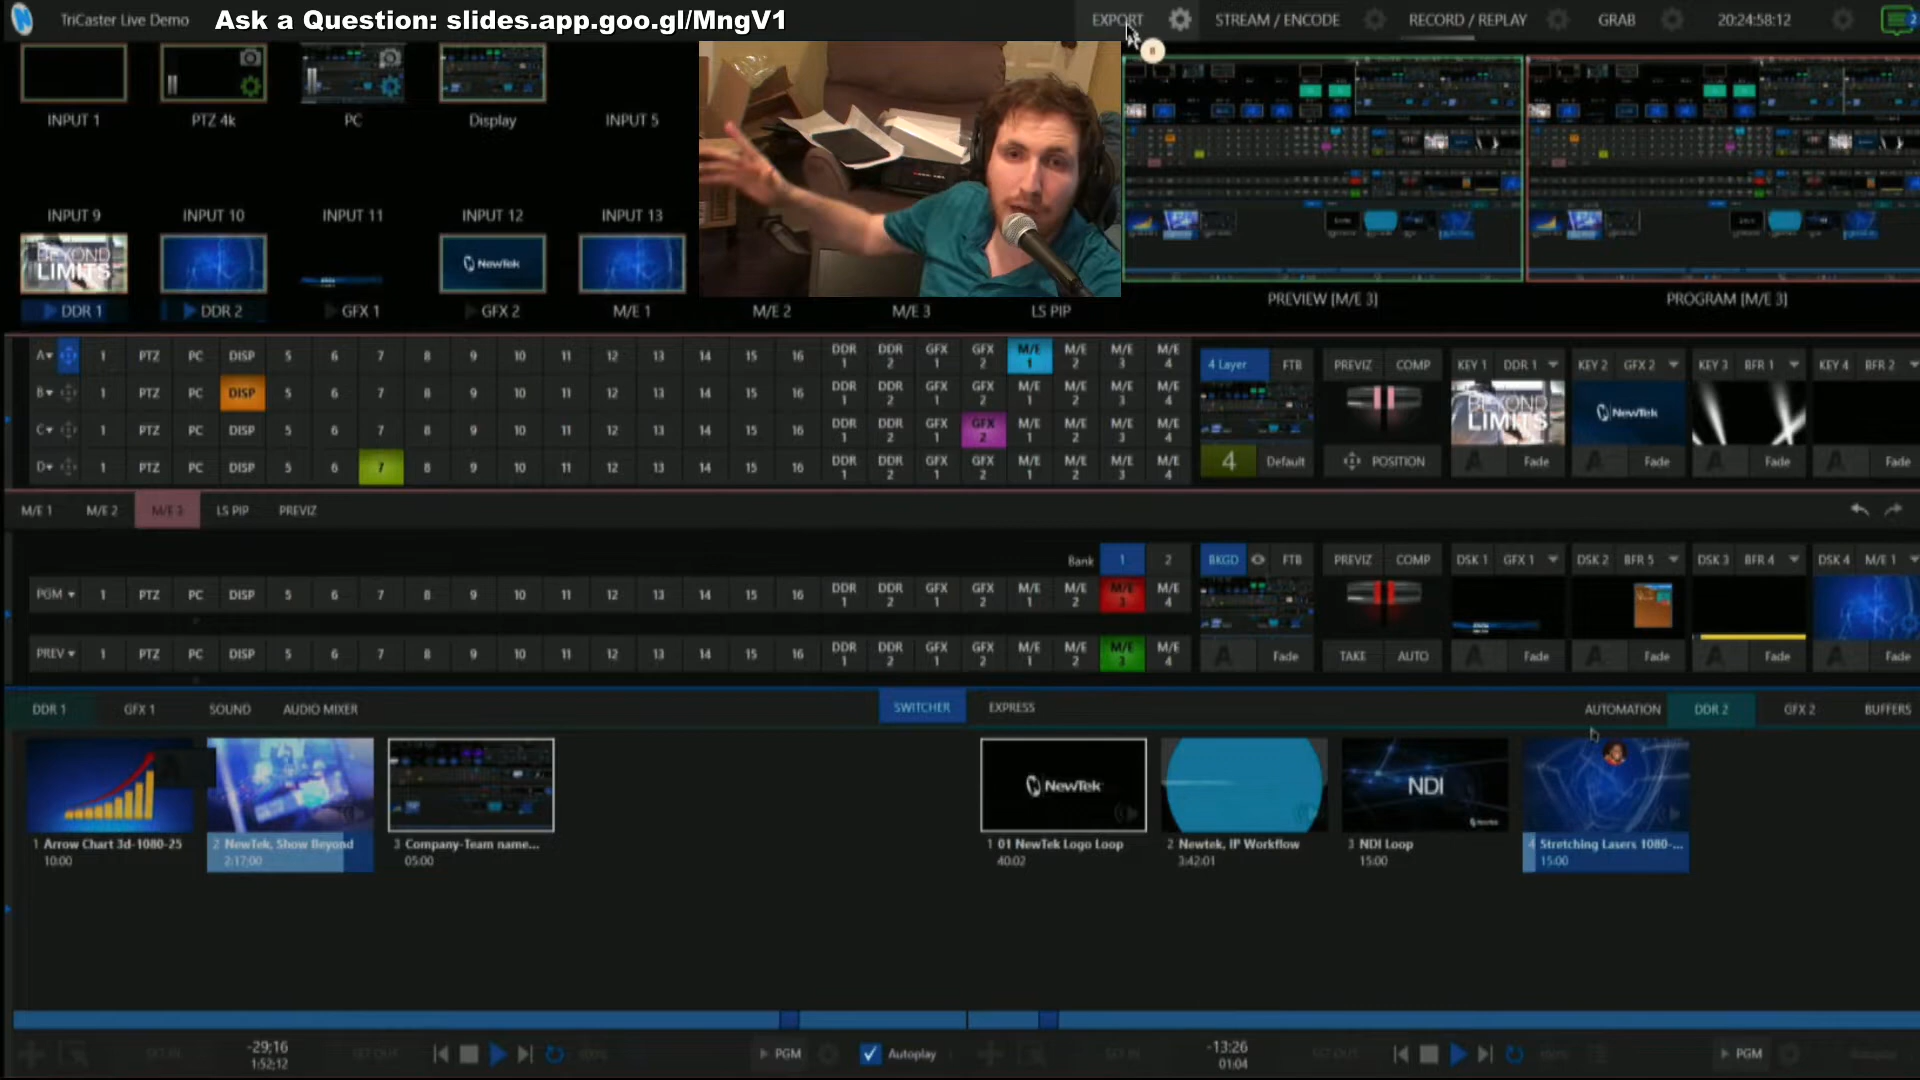 TriCaster Live Demo
Ask a Question: slides.app.goo.gl/MngV1
EXPORT
STREAM / ENCODE
RECORD / REPLAY
GRAB
20:24:58:12
INPUT 1
PTZ 4k
PC
Display
INPUT 5
INPUT 9
INPUT 10
INPUT 11
INPUT 12
INPUT 13
BEYOND
LIMITS
NewTek
DDR 1
DDR 2
GFX 1
GFX 2
M/E 1
M/E 2
M/E 3
LS PIP
PREVIEW [M/E 3]
PROGRAM [M/E 3]
A 1 PTZ PC DISP 5 6 7 8 9 10 11 12 13 14 15 16 DDR 1 DDR 2 GFX 1 GFX 2 M/E 1 M/E 2 M/E 3 M/E 4
B 1 PTZ PC DISP 5 6 7 8 9 10 11 12 13 14 15 16 DDR 1 DDR 2 GFX 1 GFX 2 M/E 1 M/E 2 M/E 3 M/E 4
C 1 PTZ PC DISP 5 6 7 8 9 10 11 12 13 14 15 16 DDR 1 DDR 2 GFX 1 GFX 2 M/E 1 M/E 2 M/E 3 M/E 4
D 1 PTZ PC DISP 5 6 7 8 9 10 11 12 13 14 15 16 DDR 1 DDR 2 GFX 1 GFX 2 M/E 1 M/E 2 M/E 3 M/E 4
4 Layer FTB
4 Default
PREVIZ COMP
POSITION
KEY 1 DDR 1
BEYOND
LIMITS
Fade
KEY 2 GFX 2
NewTek
Fade
KEY 3 BFR 1
Fade
KEY 4 BFR 2
Fade
M/E 1 M/E 2 M/E 3 LS PIP PREVIZ
Bank 1 2
PGM 1 PTZ PC DISP 5 6 7 8 9 10 11 12 13 14 15 16 DDR 1 DDR 2 GFX 1 GFX 2 M/E 1 M/E 2 M/E 3 M/E 4
PREV 1 PTZ PC DISP 5 6 7 8 9 10 11 12 13 14 15 16 DDR 1 DDR 2 GFX 1 GFX 2 M/E 1 M/E 2 M/E 3 M/E 4
BKGD FTB
Fade
PREVIZ COMP
TAKE AUTO
DSK 1 GFX 1
Fade
DSK 2 BFR 5
Fade
DSK 3 BFR 4
Fade
DSK 4 M/E 1
Fade
DDR 1 GFX 1 SOUND AUDIO MIXER
SWITCHER EXPRESS
AUTOMATION DDR 2 GFX 2 BUFFERS
1 Arrow Chart 3d-1080-25
10:00
2 NewTek, Show Beyond
2:17:00
3 Company-Team name...
05:00
NewTek
1 01 NewTek Logo Loop
40:02
2 Newtek, IP Workflow
3:42:01
NDI
NewTek
3 NDI Loop
15:00
4 Stretching Lasers 1080-...
15:00
SET IN
-29;16
1:52;12
SET OUT
PGM
Autoplay
SET IN
-13:26
01:04
SET OUT
PGM